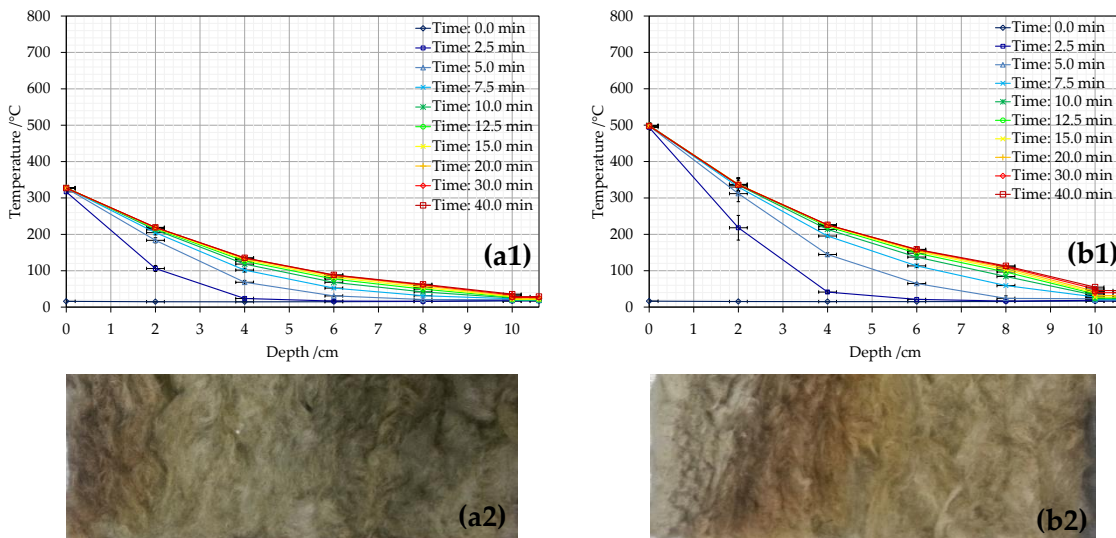 800
700
600
500
400
300
200
100
0
Temperature /°C
Time: 0.0 min
Time: 2.5 min
Time: 5.0 min
Time: 7.5 min
Time: 10.0 min
Time: 12.5 min
Time: 15.0 min
Time: 20.0 min
Time: 30.0 min
Time: 40.0 min
(a1)
0 1 2 3 4 5 6 7 8 9 10
Depth /cm
(a2)
800
700
600
500
400
300
200
100
0
Temperature /°C
Time: 0.0 min
Time: 2.5 min
Time: 5.0 min
Time: 7.5 min
Time: 10.0 min
Time: 12.5 min
Time: 15.0 min
Time: 20.0 min
Time: 30.0 min
Time: 40.0 min
(b1)
0 1 2 3 4 5 6 7 8 9 10
Depth /cm
(b2)